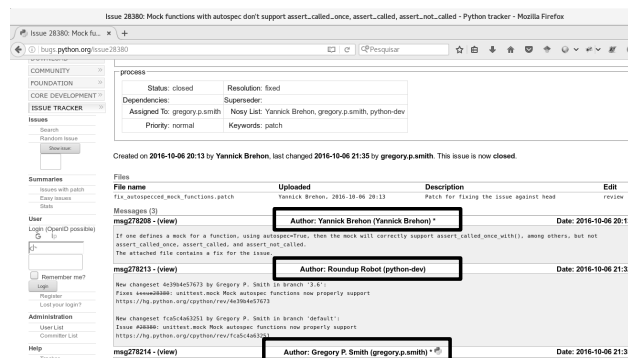 Issue 28380: Mock functions with autospec don't support assert_called_once, assert_called, assert_not_called - Python tracker - Mozilla Firefox
Issue 28380: Mock fu... × +
bugs.python.org/issue28380
Pesquisar
COMMUNITY »
FOUNDATION »
CORE DEVELOPMENT »
ISSUE TRACKER »
Issues
Search
Random Issue
Show issue:
Summaries
Issues with patch
Easy issues
Stats
User
Login (OpenID possible)
Remember me?
Login
Register
Lost your login?
Administration
User List
Committer List
Help
process
Status: closed Resolution: fixed
Dependencies: Superseder:
Assigned To: gregory.p.smith Nosy List: Yannick Brehon, gregory.p.smith, python-dev
Priority: normal Keywords: patch
Created on 2016-10-06 20:13 by Yannick Brehon, last changed 2016-10-06 21:35 by gregory.p.smith. This issue is now closed.
Files
File name Uploaded Description Edit
fix_autospecced_mock_functions.patch Yannick Brehon, 2016-10-06 20:13 Patch for fixing the issue against head review
Messages (3)
msg278208 - (view) Author: Yannick Brehon (Yannick Brehon) * Date: 2016-10-06 20:1
If one defines a mock for a function, using autospec=True, then the mock will correctly support assert_called_once_with(), among others, but not
assert_called_once, assert_called, and assert_not_called.
The attached file contains a fix for the issue.
msg278213 - (view) Author: Roundup Robot (python-dev) Date: 2016-10-06 21:3
New changeset 4e39b4e57673 by Gregory P. Smith in branch '3.6':
Fixes issue28380: unittest.mock Mock autospec functions now properly support
https://hg.python.org/cpython/rev/4e39b4e57673
New changeset fca5c4a63251 by Gregory P. Smith in branch 'default':
Issue #28380: unittest.mock Mock autospec functions now properly support
https://hg.python.org/cpython/rev/fca5c4a63251
msg278214 - (view) Author: Gregory P. Smith (gregory.p.smith) * Date: 2016-10-06 21:3